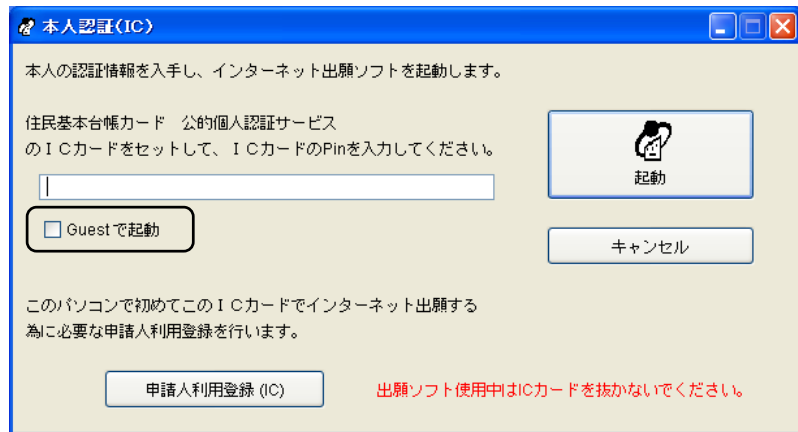 本人認証(IC)
本人の認証情報を入手し、インターネット出願ソフトを起動します。
住民基本台帳カード　公的個人認証サービス
のＩＣカードをセットして、ＩＣカードのPinを入力してください。
起動
Guestで起動
キャンセル
このパソコンで初めてこのＩＣカードでインターネット出願する
為に必要な申請人利用登録を行います。
申請人利用登録 (IC)
出願ソフト使用中はICカードを抜かないでください。